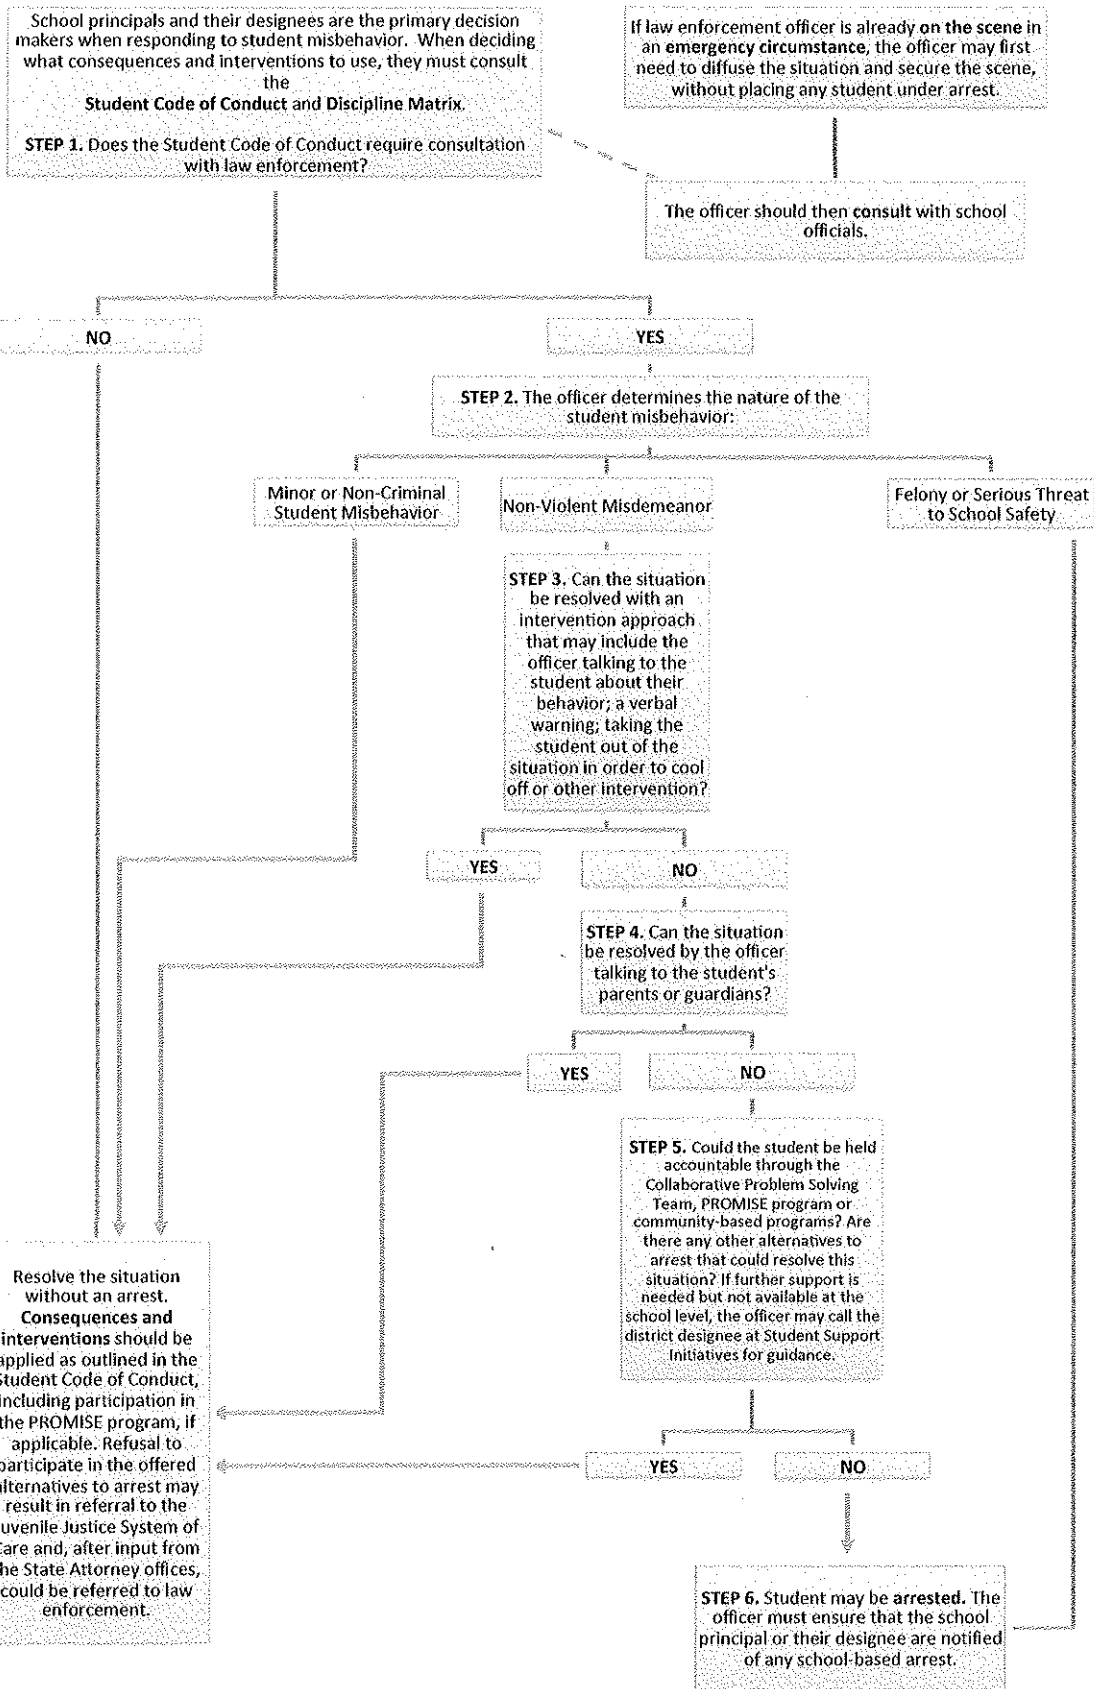 School principals and their designees are the primary decision
makers when responding to student misbehavior. When deciding
what consequences and interventions to use, they must consult
the
Student Code of Conduct and Discipline Matrix.
STEP 1. Does the Student Code of Conduct require consultation
with law enforcement?
If law enforcement officer is already on the scene in
an emergency circumstance, the officer may first
need to diffuse the situation and secure the scene,
without placing any student under arrest.
The officer should then consult with school
officials.
NO
YES
STEP 2. The officer determines the nature of the
student misbehavior:
Minor or Non-Criminal
Student Misbehavior
Non-Violent Misdemeanor
Felony or Serious Threat
to School Safety
STEP 3. Can the situation
be resolved with an
intervention approach
that may include the
officer talking to the
student about their
behavior; a verbal
warning; taking the
student out of the
situation in order to cool
off or other intervention?
YES
NO
STEP 4. Can the situation
be resolved by the officer
talking to the student's
parents or guardians?
YES
NO
STEP 5. Could the student be held
accountable through the
Collaborative Problem Solving
Team, PROMISE program or
community-based programs? Are
there any other alternatives to
arrest that could resolve this
situation? If further support is
needed but not available at the
school level, the officer may call the
district designee at Student Support
Initiatives for guidance.
YES
NO
Resolve the situation
without an arrest.
Consequences and
interventions should be
applied as outlined in the
Student Code of Conduct,
including participation in
the PROMISE program, if
applicable. Refusal to
participate in the offered
alternatives to arrest may
result in referral to the
Juvenile Justice System of
Care and, after input from
the State Attorney offices,
could be referred to law
enforcement.
STEP 6. Student may be arrested. The
officer must ensure that the school
principal or their designee are notified
of any school-based arrest.